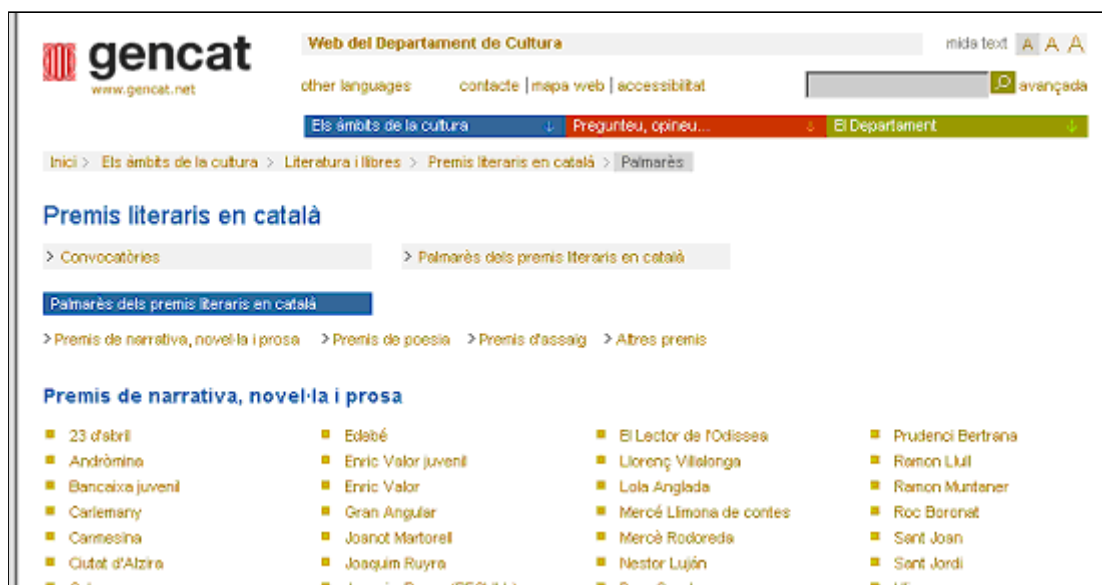 gencat
www.gencat.net
Web del Departament de Cultura
mida text A A A
other languages contacte | mapa web | accessibilitat
avançada
Els àmbits de la cultura
Pregunteu, opineu...
El Departament
Inici > Els àmbits de la cultura > Literatura i llibres > Premis literaris en català > Palmarès
Premis literaris en català
> Convocatòries
> Palmarès dels premis literaris en català
Palmarès dels premis literaris en català
> Premis de narrativa, novel·la i prosa > Premis de poesia > Premis d'assaig > Altres premis
Premis de narrativa, novel·la i prosa
23 d'abril
Andròmina
Bancaixa juvenil
Carlemany
Carmesina
Ciutat d'Alzira
Edebé
Enric Valor juvenil
Enric Valor
Gran Angular
Joanot Martorell
Joaquim Ruyra
El Lector de l'Odissea
Llorenç Villalonga
Lola Anglada
Mercé Llimona de contes
Mercè Rodoreda
Nestor Luján
Prudenci Bertrana
Ramon Llull
Ramon Muntaner
Roc Boronat
Sant Joan
Sant Jordi